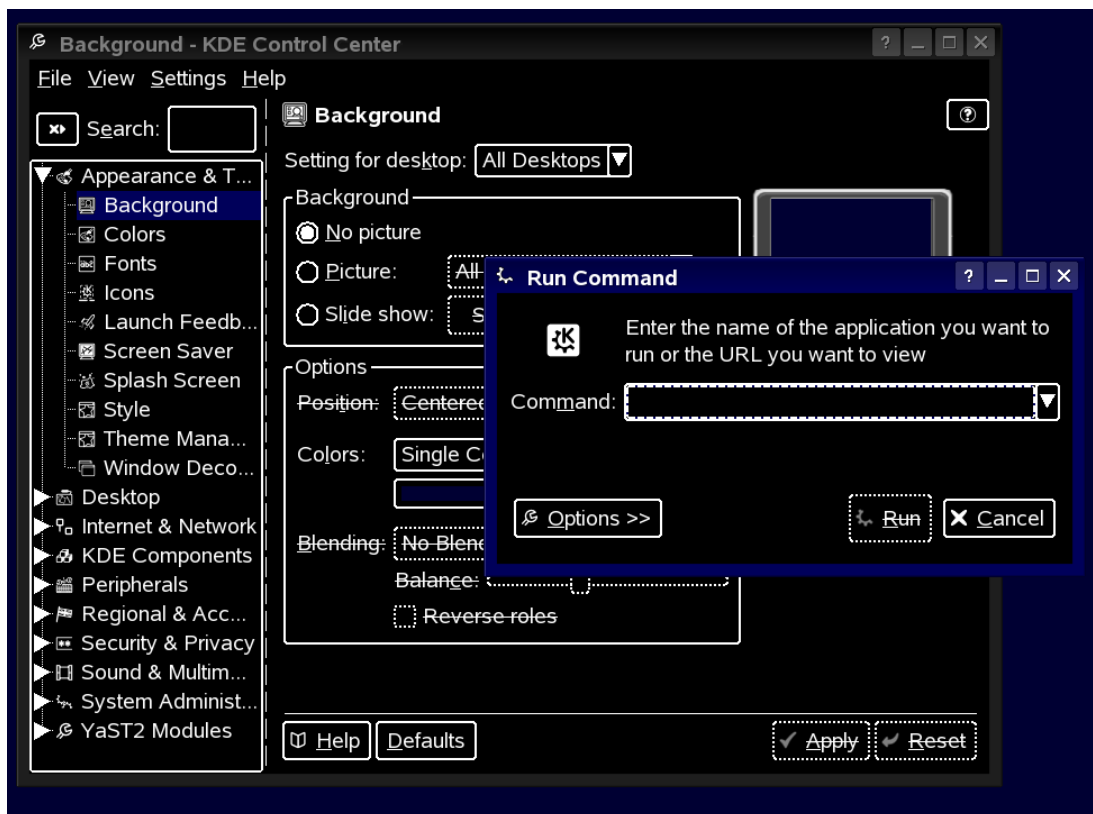 Background - KDE Control Center
File View Settings Help
Search:
Appearance & T...
Background
Colors
Fonts
Icons
Launch Feedb...
Screen Saver
Splash Screen
Style
Theme Mana...
Window Deco...
Desktop
Internet & Network
KDE Components
Peripherals
Regional & Acc...
Security & Privacy
Sound & Multim...
System Administ...
YaST2 Modules
Background
Setting for desktop: All Desktops
Background
No picture
Picture: All
Slide show: S
Options
Position: Centered
Colors: Single C
Blending: No Blend
Balance:
Reverse roles
Help Defaults Apply Reset
Run Command
Enter the name of the application you want to
run or the URL you want to view
Command:
Options >> Run Cancel